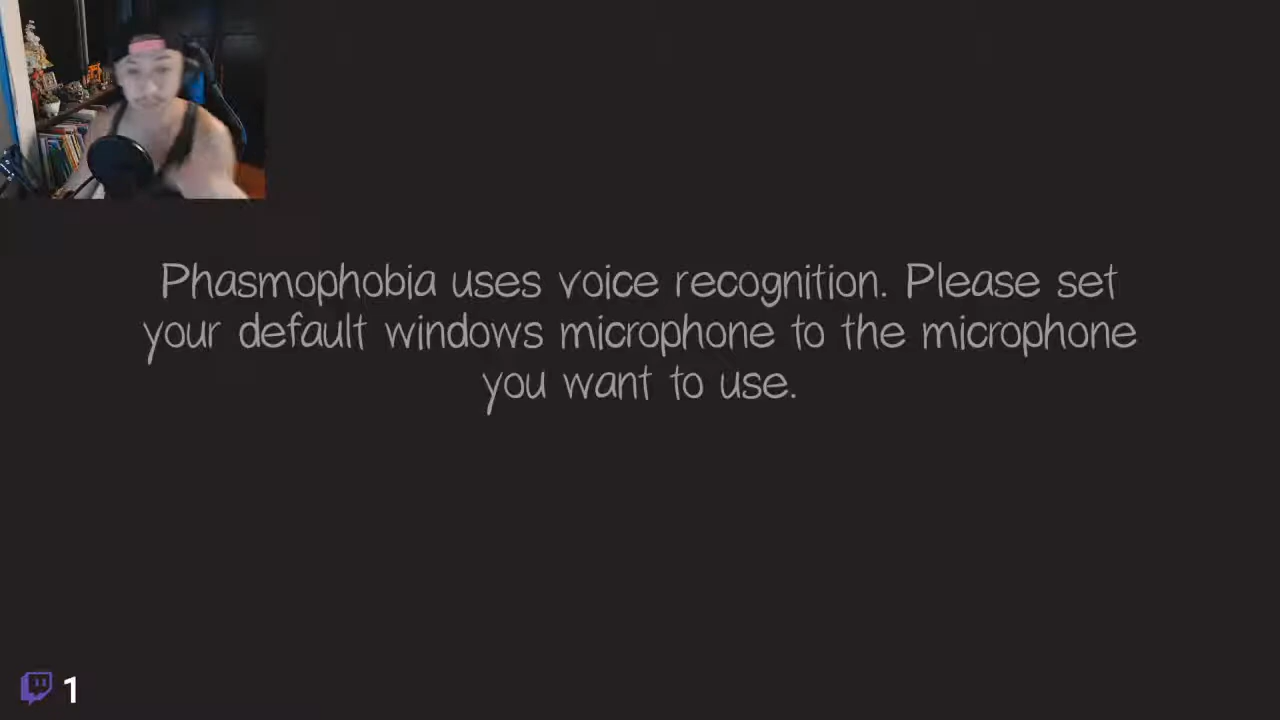 Phasmophobia uses voice recognition. Please set
your default windows microphone to the microphone
you want to use.
1